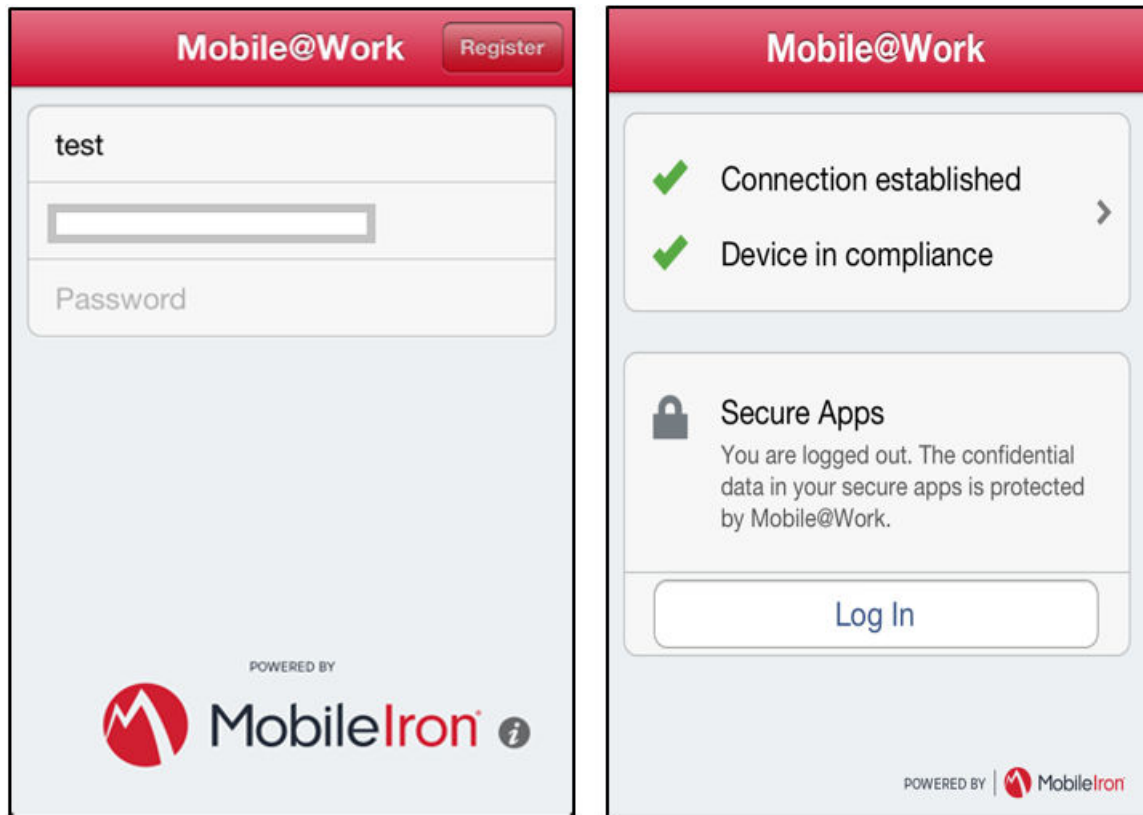 Mobile@Work
Register
test
Password
POWERED BY
MobileIron
Mobile@Work
Connection established
Device in compliance
Secure Apps
You are logged out. The confidential
data in your secure apps is protected
by Mobile@Work.
Log In
POWERED BY
MobileIron